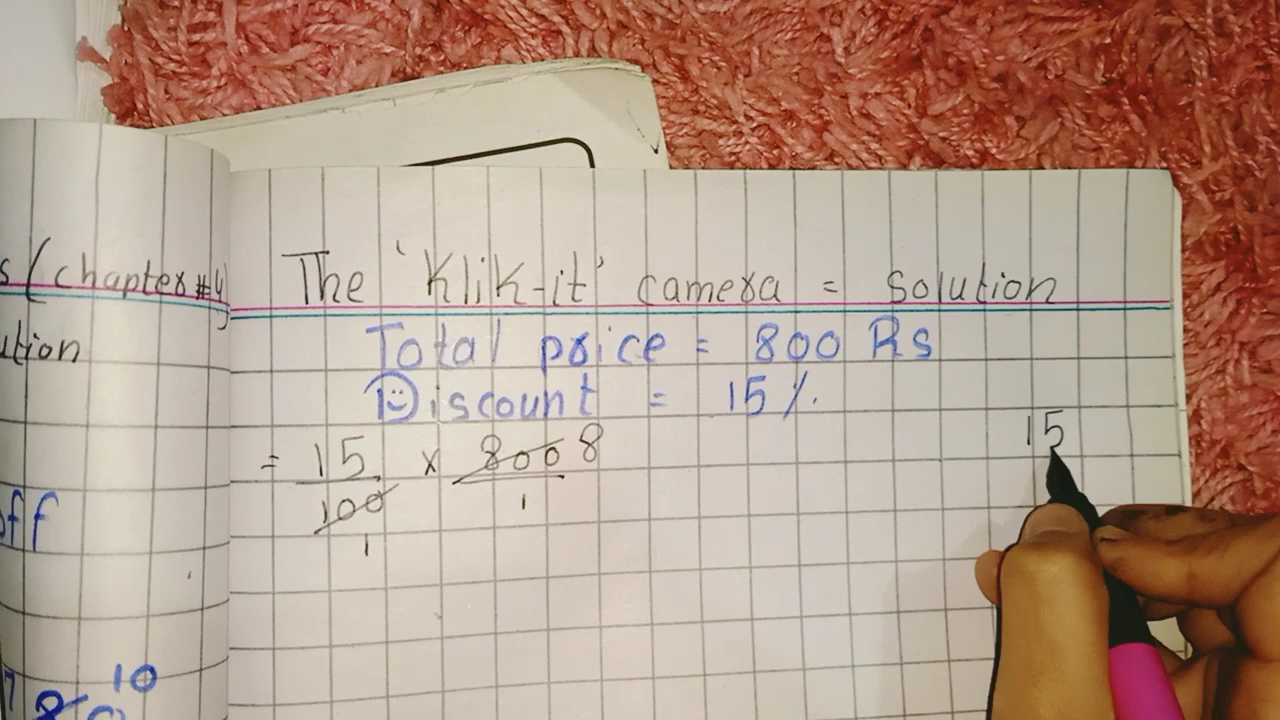 s (chapter #4)
ution
off
10
The 'Klik-it' camera = Solution
Total price = 800 Rs
Discount = 15 %.
= 15 x 800 8
100 1
1
15